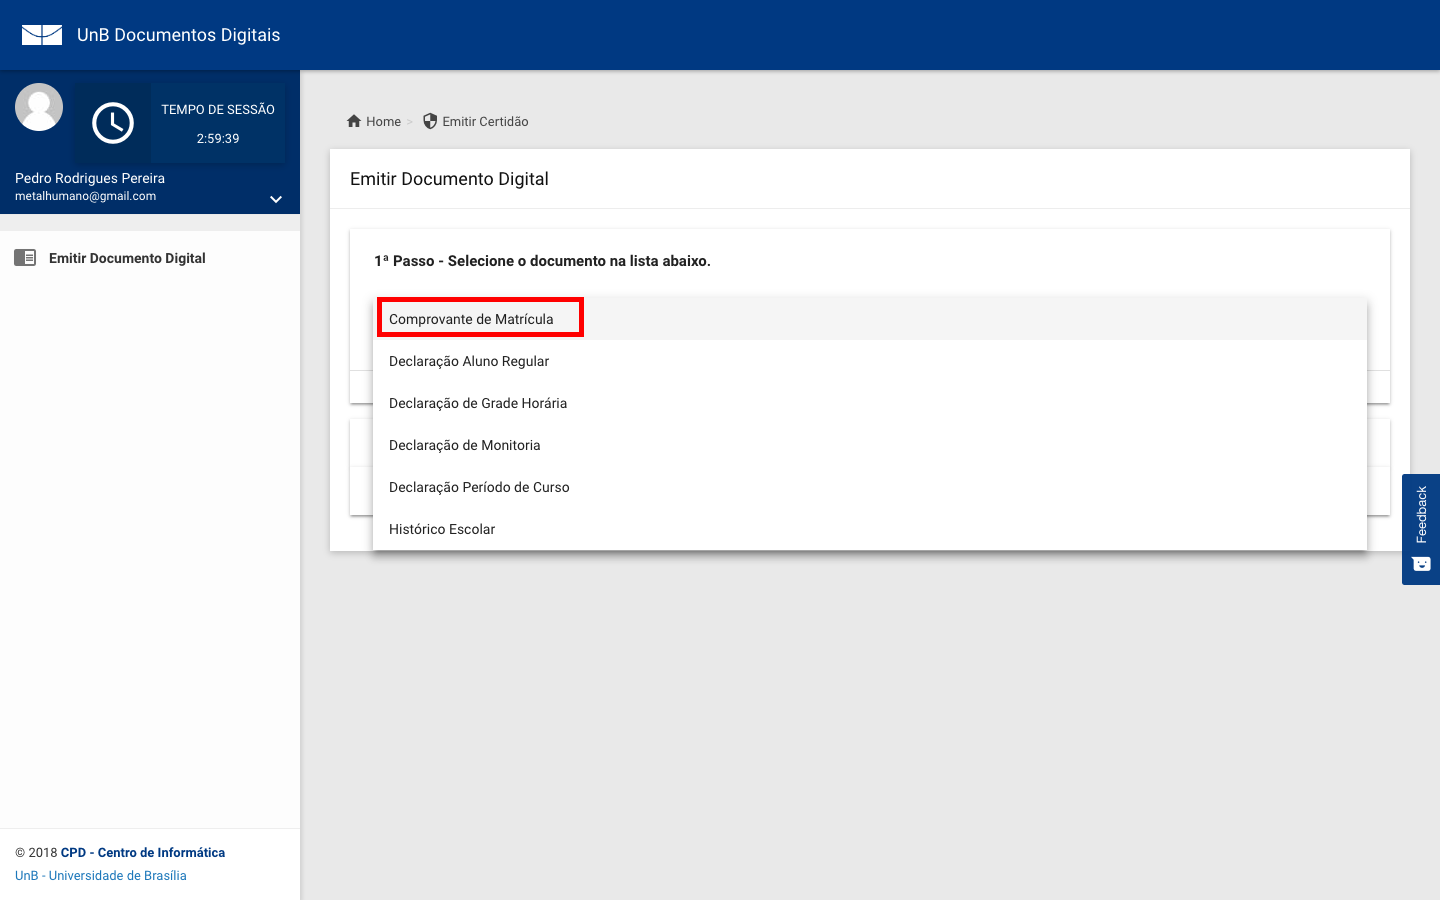 UnB Documentos Digitais
TEMPO DE SESSÃO
2:59:39
Pedro Rodrigues Pereira
metalhumano@gmail.com
Emitir Documento Digital
© 2018 CPD - Centro de Informática
UnB - Universidade de Brasília
Home > Emitir Certidão
Emitir Documento Digital
1ª Passo - Selecione o documento na lista abaixo.
Comprovante de Matrícula
Declaração Aluno Regular
Declaração de Grade Horária
Declaração de Monitoria
Declaração Período de Curso
Histórico Escolar
Feedback